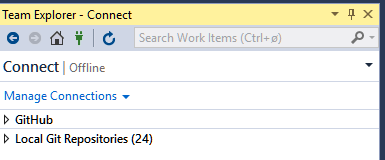 Team Explorer - Connect
Search Work Items (Ctrl+ø)
Connect | Offline
Manage Connections
GitHub
Local Git Repositories (24)